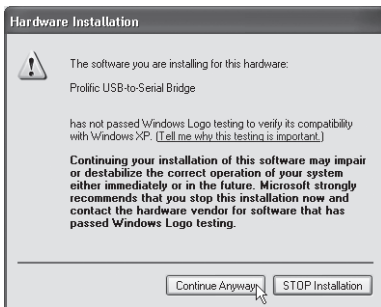 Hardware Installation
The software you are installing for this hardware:
Prolific USB-to-Serial Bridge
has not passed Windows Logo testing to verify its compatibility
with Windows XP. (Tell me why this testing is important.)
Continuing your installation of this software may impair
or destabilize the correct operation of your system
either immediately or in the future. Microsoft strongly
recommends that you stop this installation now and
contact the hardware vendor for software that has
passed Windows Logo testing.
Continue Anyway STOP Installation